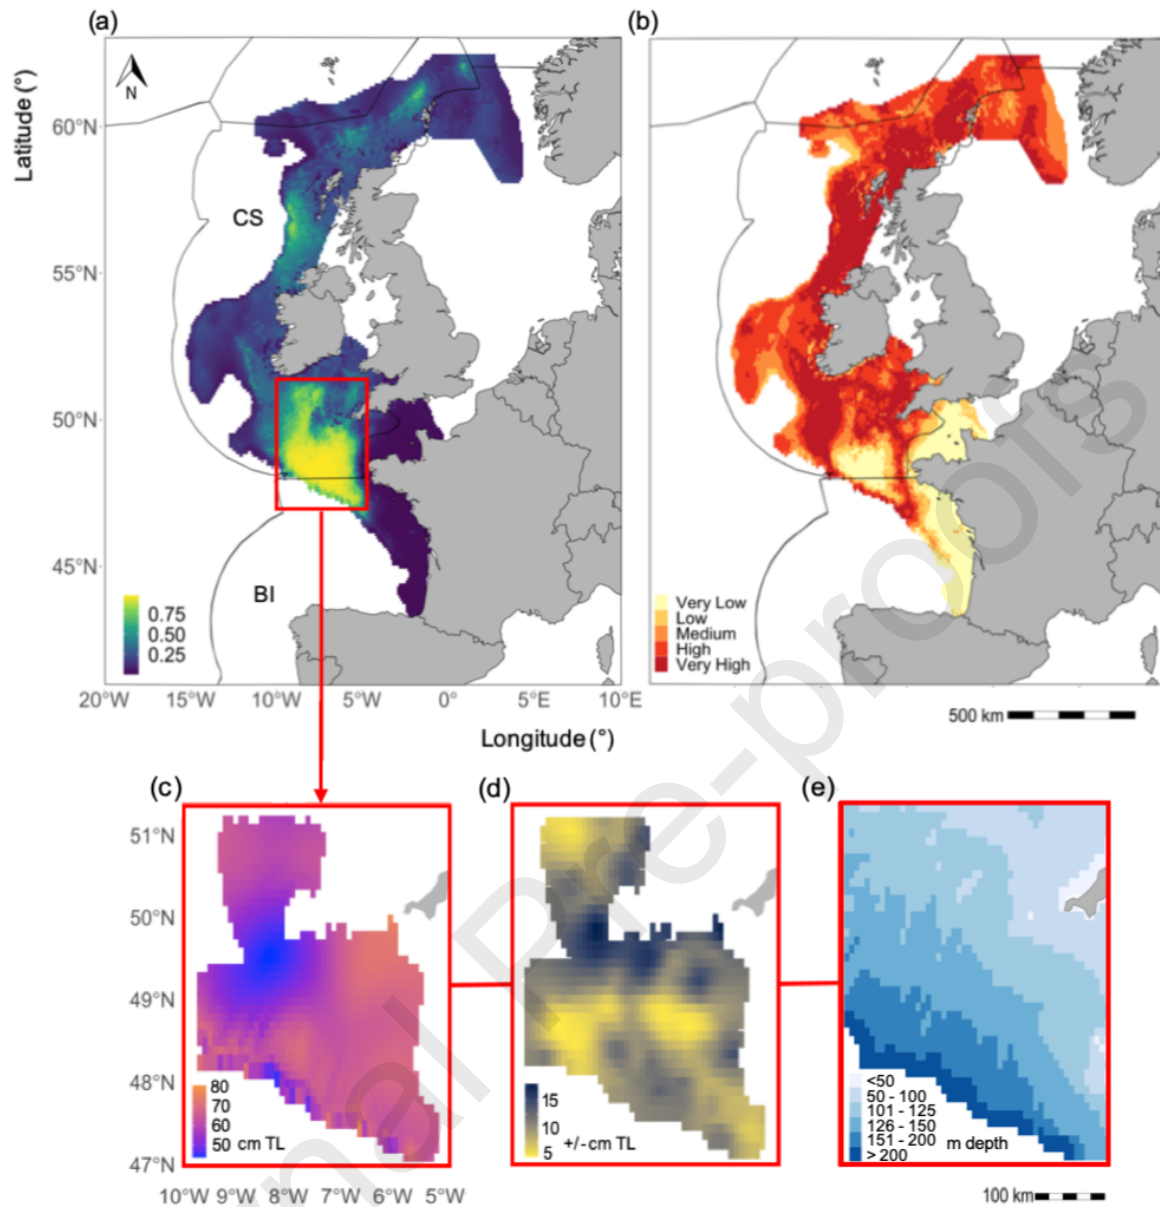 (a)
(b)
N
Latitude (°)
60°N
55°N
50°N
45°N
CS
BI
0.75
0.50
0.25
Very Low
Low
Medium
High
Very High
20°W 15°W 10°W 5°W 0° 5°E 10°E
500 km
Longitude (°)
(c)
(d)
(e)
51°N
50°N
49°N
48°N
47°N
80
70
60
50 cm TL
15
10
5
+/- cm TL
<50
50 - 100
101 - 125
126 - 150
151 - 200
> 200
m depth
10°W 9°W 8°W 7°W 6°W 5°W
100 km
nal Pre-proofs